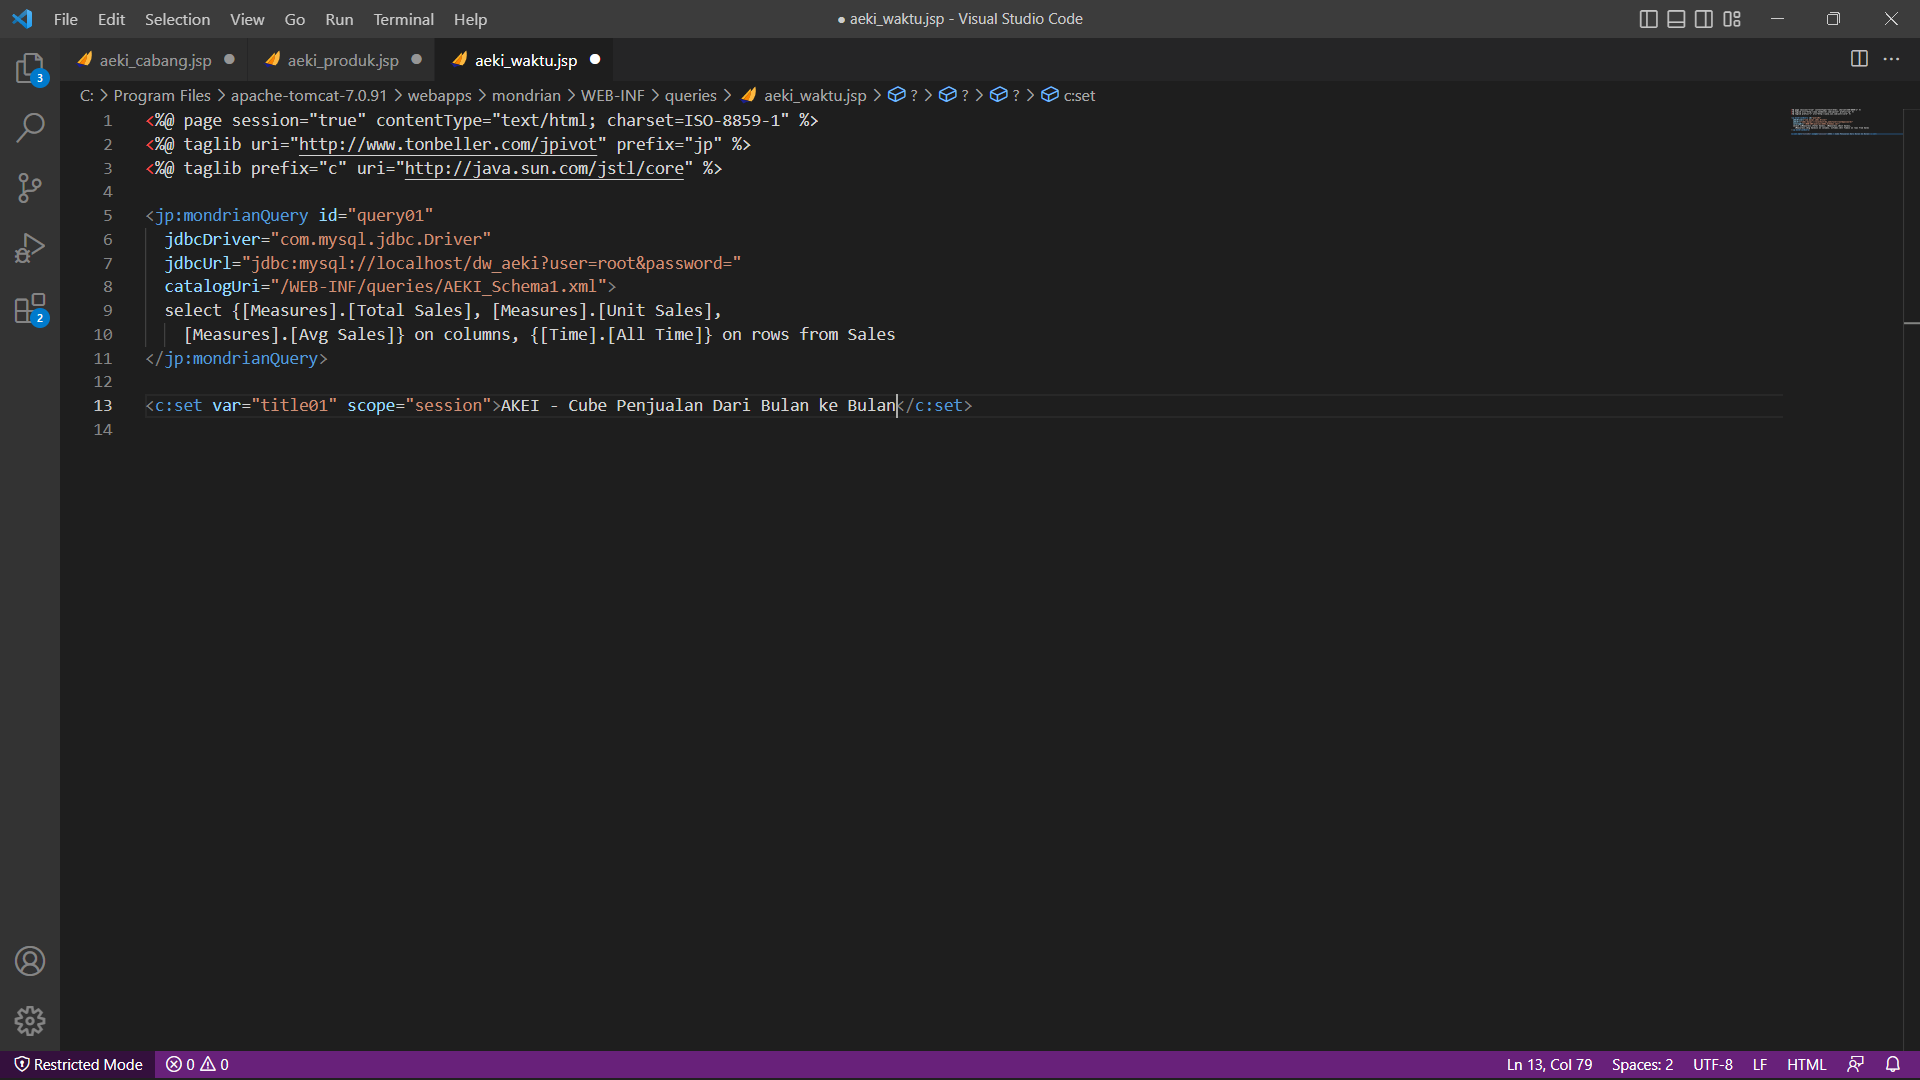 File Edit Selection View Go Run Terminal Help ● aeki_waktu.jsp - Visual Studio Code
aeki_cabang.jsp aeki_produk.jsp aeki_waktu.jsp
C: > Program Files > apache-tomcat-7.0.91 > webapps > mondrian > WEB-INF > queries > aeki_waktu.jsp > ? > ? > ? > c:set
3
2
1 <%@ page session="true" contentType="text/html; charset=ISO-8859-1" %>
2 <%@ taglib uri="http://www.tonbeller.com/jpivot" prefix="jp" %>
3 <%@ taglib prefix="c" uri="http://java.sun.com/jstl/core" %>
4
5 <jp:mondrianQuery id="query01"
6 jdbcDriver="com.mysql.jdbc.Driver"
7 jdbcUrl="jdbc:mysql://localhost/dw_aeki?user=root&password="
8 catalogUri="/WEB-INF/queries/AEKI_Schema1.xml">
9 select {[Measures].[Total Sales], [Measures].[Unit Sales],
10 [Measures].[Avg Sales]} on columns, {[Time].[All Time]} on rows from Sales
11 </jp:mondrianQuery>
12
13 <c:set var="title01" scope="session">AKEI - Cube Penjualan Dari Bulan ke Bulan</c:set>
14
Restricted Mode 0 0 Ln 13, Col 79 Spaces: 2 UTF-8 LF HTML